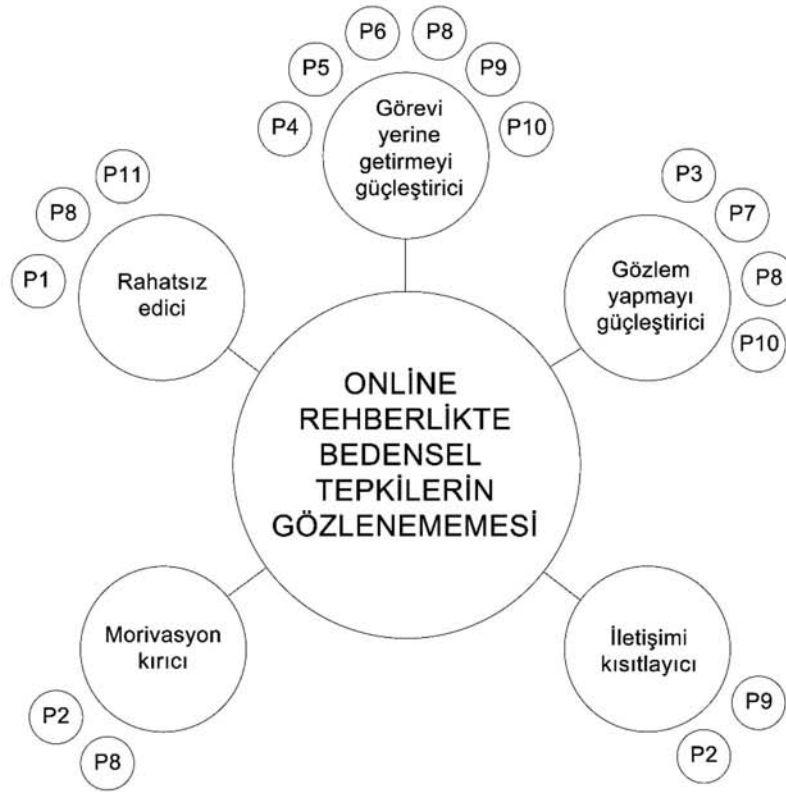 P4
P5
P6
P8
P9
P10
Görevi
yerine
getirmeyi
güçleştirici
P1
P8
P11
Rahatsız
edici
P3
P7
P8
P10
Gözlem
yapmayı
güçleştirici
ONLİNE
REHBERLİKTE
BEDENSEL
TEPKİLERİN
GÖZLENEMEMESİ
Morivasyon
kırıcı
P2
P8
İletişimi
kısıtlayıcı
P9
P2